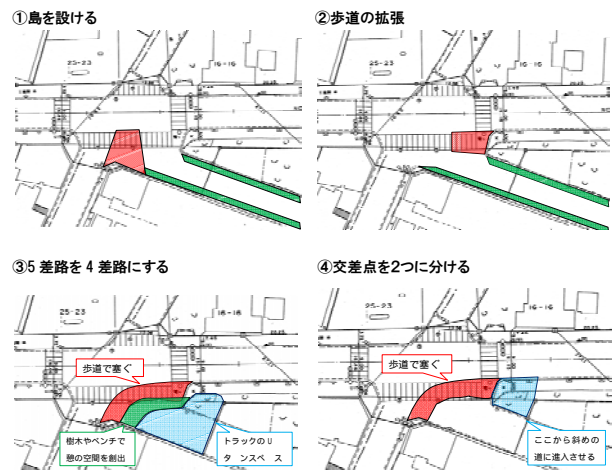 ①島を設ける
②歩道の拡張
25-23
16-16
25-23
16-16
③5差路を4差路にする
④交差点を2つに分ける
25-23
歩道で塞ぐ
樹木やベンチで
憩の空間を創出
トラックのU
タ ンスペ ス
25-23
16-16
歩道で塞ぐ
ここから斜めの
道に進入させる